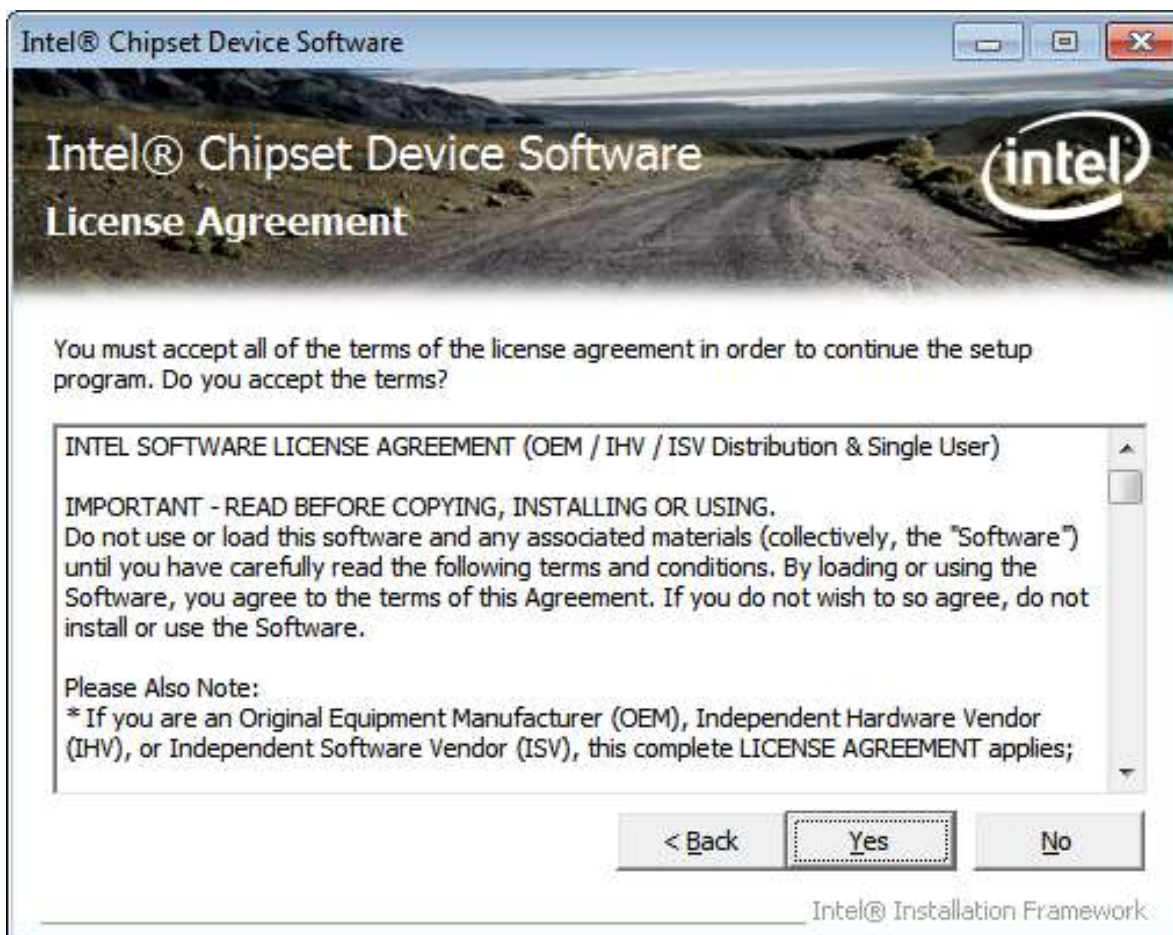 Intel® Chipset Device Software
Intel® Chipset Device Software
intel
License Agreement
You must accept all of the terms of the license agreement in order to continue the setup
program. Do you accept the terms?
INTEL SOFTWARE LICENSE AGREEMENT (OEM / IHV / ISV Distribution & Single User)
IMPORTANT - READ BEFORE COPYING, INSTALLING OR USING.
Do not use or load this software and any associated materials (collectively, the "Software")
until you have carefully read the following terms and conditions. By loading or using the
Software, you agree to the terms of this Agreement. If you do not wish to so agree, do not
install or use the Software.
Please Also Note:
* If you are an Original Equipment Manufacturer (OEM), Independent Hardware Vendor
(IHV), or Independent Software Vendor (ISV), this complete LICENSE AGREEMENT applies;
< Back Yes No
Intel® Installation Framework